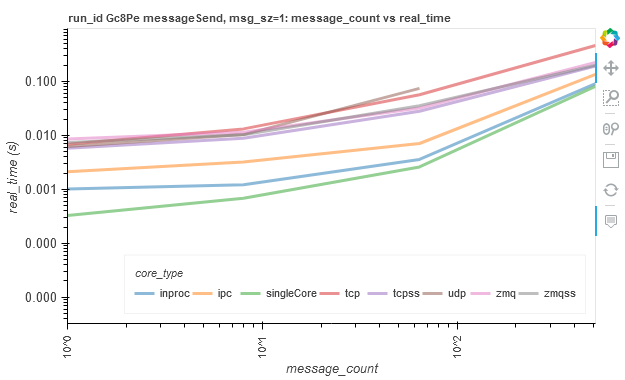 run_id Gc8Pe messageSend, msg_sz=1: message_count vs real_time
real_time (s)
0.100
0.010
0.001
0.000
0.000
core_type
inproc ipc singleCore tcp tcpss udp zmq zmqss
10^0 10^1 10^2
message_count